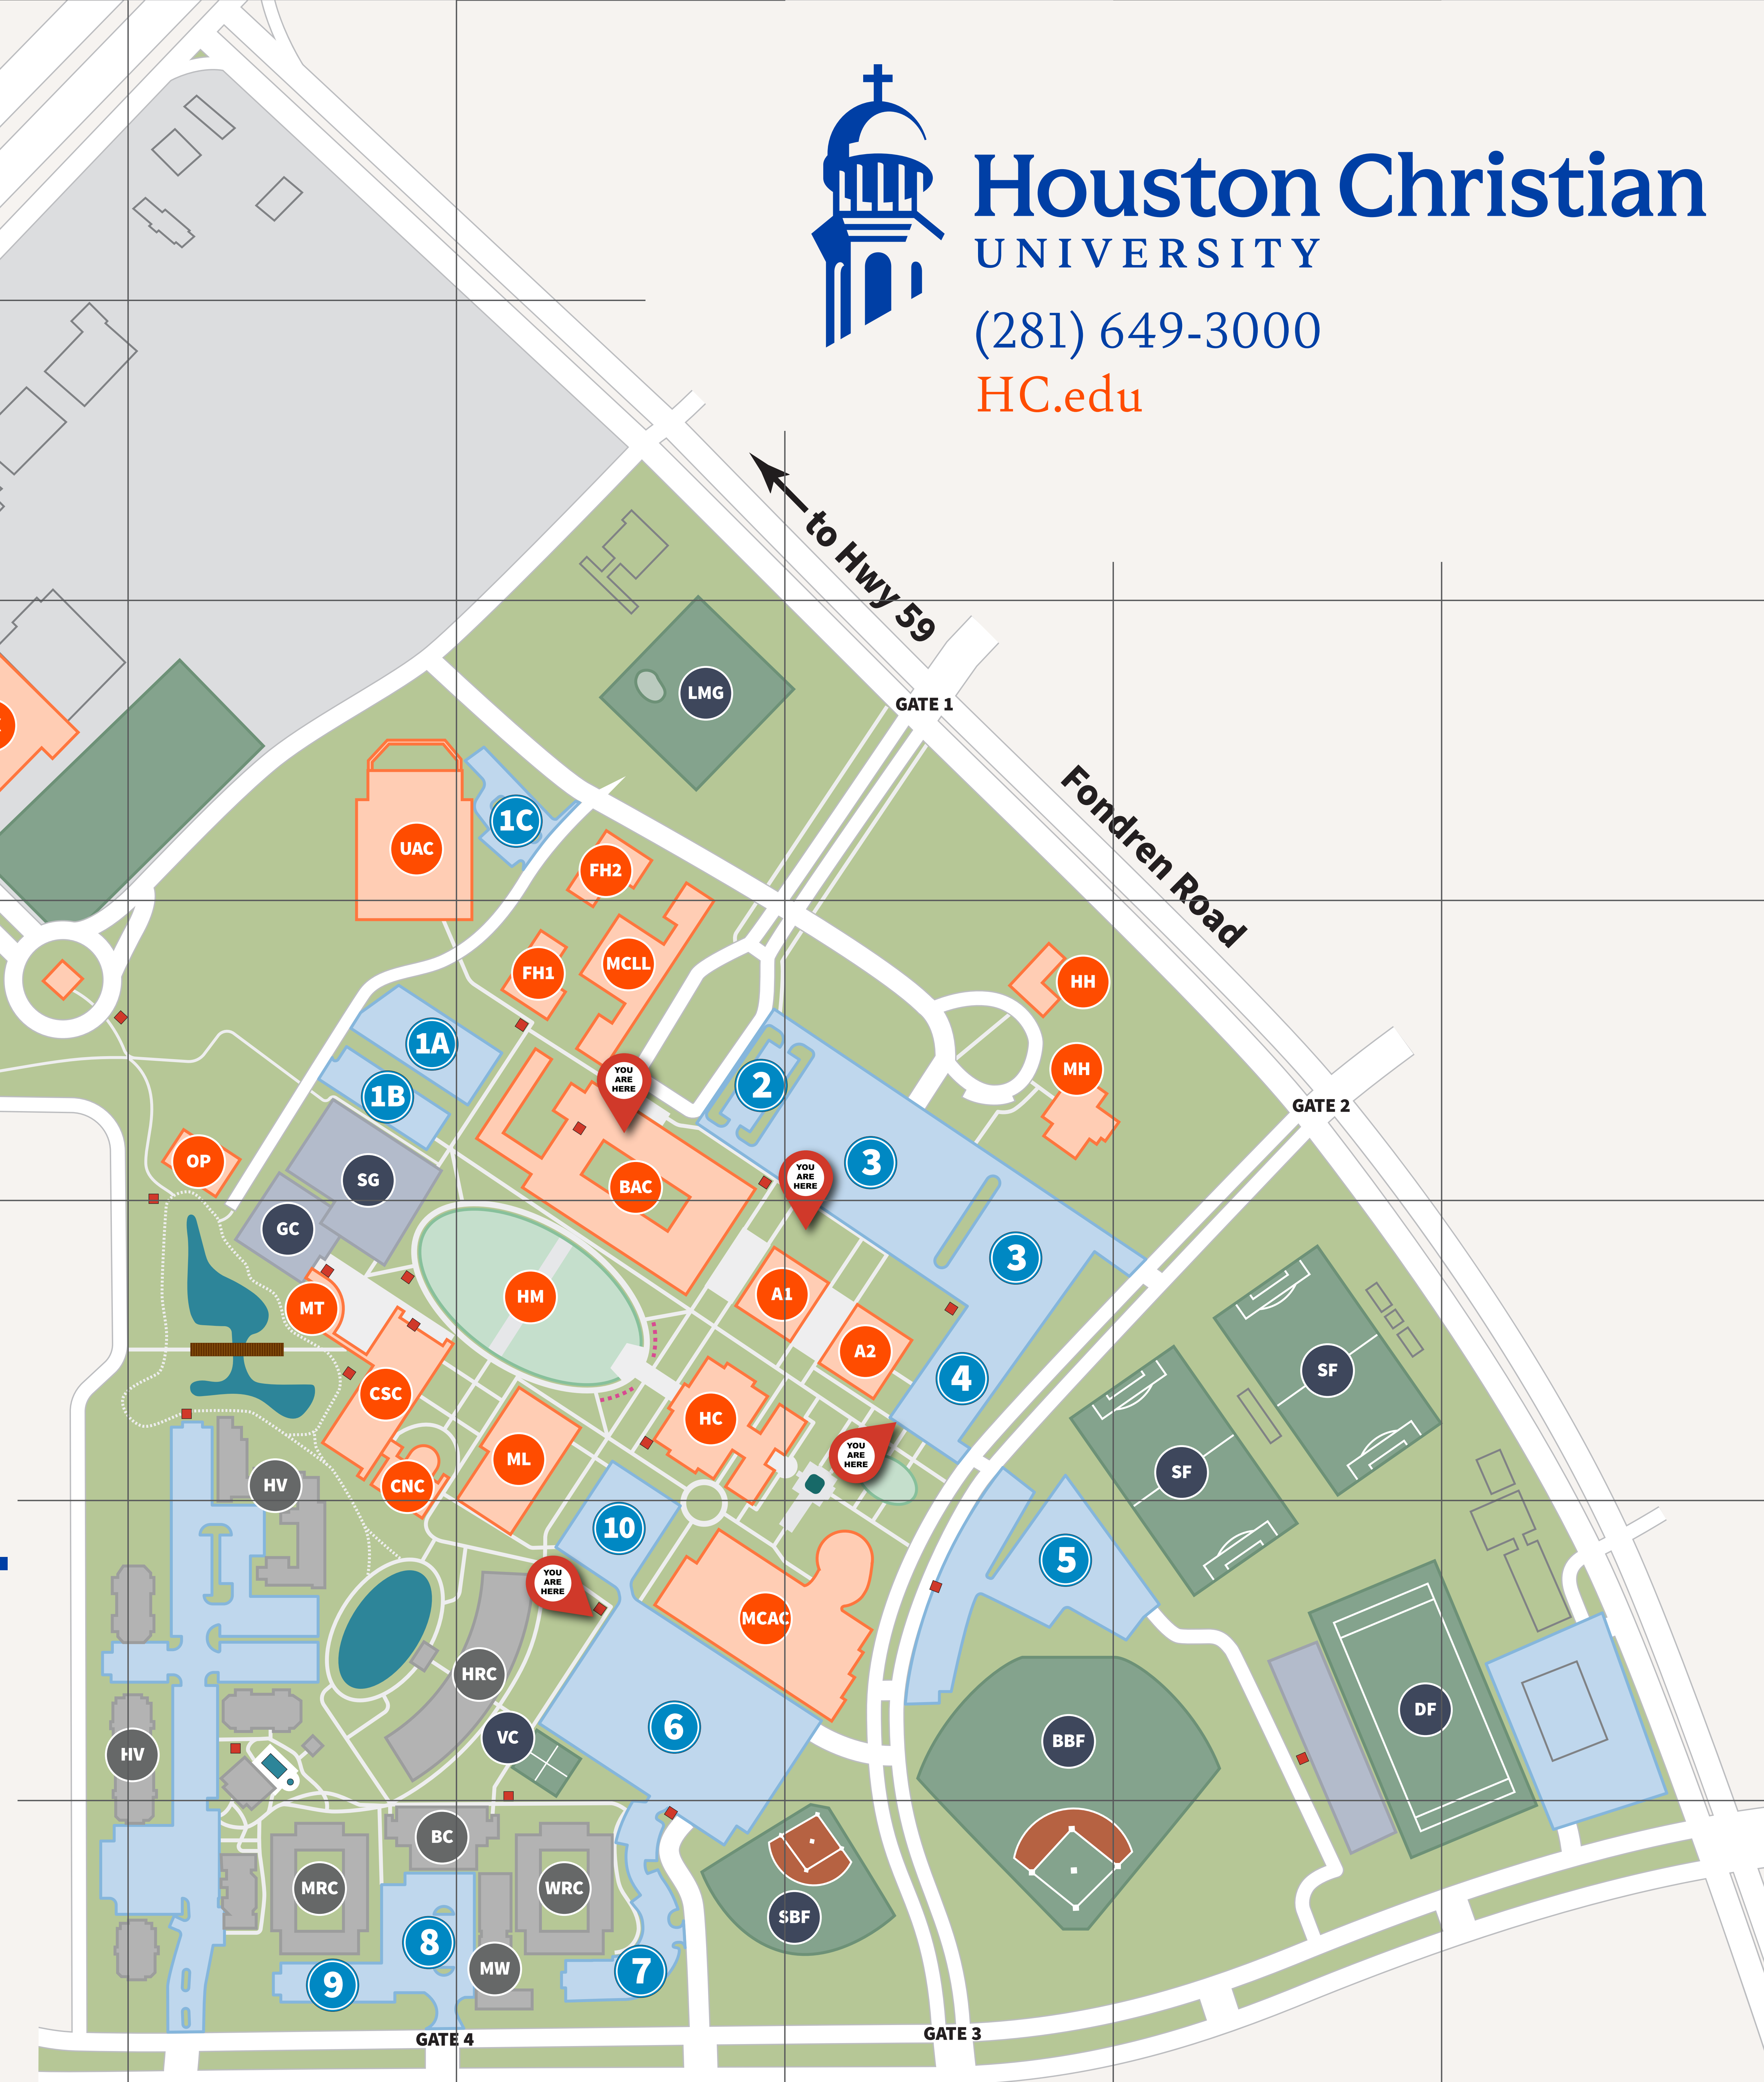 Houston Christian
UNIVERSITY
(281) 649-3000
HC.edu
to Hwy 59
LMG
GATE 1
Fondren Road
1C
UAC
FH2
MCLL
FH1
HH
1A
MH
YOU
ARE
HERE
2
1B
GATE 2
OP
3
YOU
ARE
HERE
SG
BAC
GC
3
A1
HM
MT
A2
SF
4
CSC
HC
YOU
ARE
HERE
ML
SF
HV
CNC
10
5
YOU
ARE
HERE
MCAC
HRC
DF
6
VC
BBF
HV
BC
MRC
WRC
SBF
8
MW
7
9
GATE 3
GATE 4